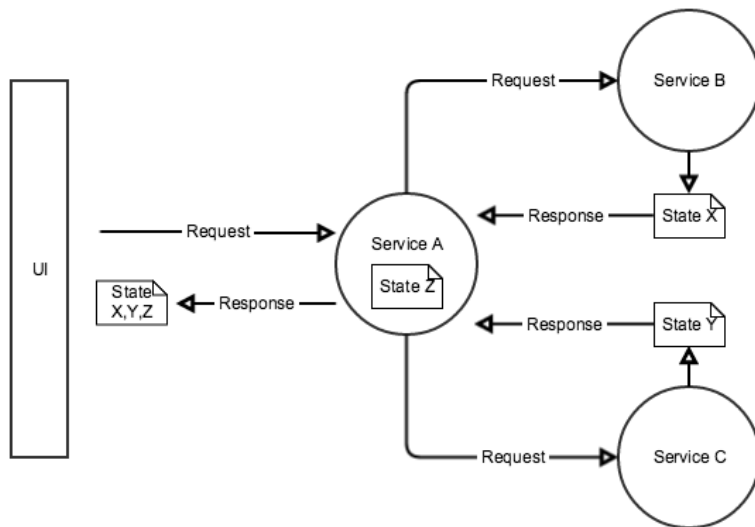 Request
Service B
Response
State X
UI
Request
Service A
State Z
State
X,Y,Z
Response
Response
State Y
Request
Service C